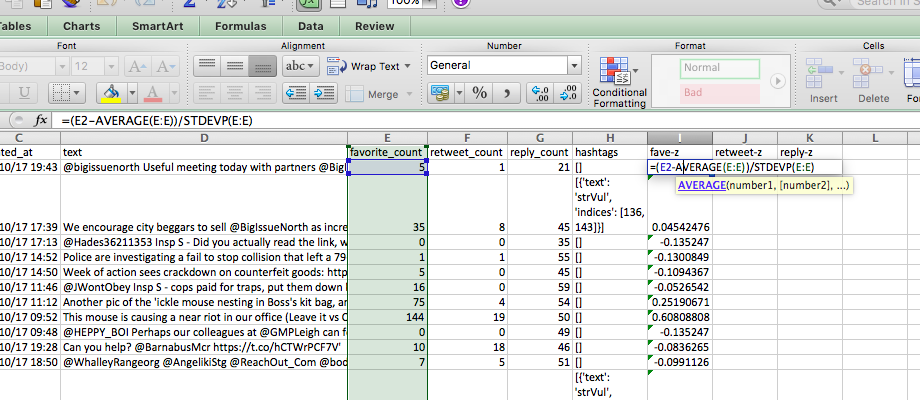 100%
Search in S
Tables Charts SmartArt Formulas Data Review
Font Alignment Number Format Cells
Body) 12 A A abc Wrap Text General Normal
B U A Merge % , .0 .00 Conditional Formatting Bad Insert Delete
fx =(E2-AVERAGE(E:E))/STDEVP(E:E)
C D E F G H I J K L
ted_at text favorite_count retweet_count reply_count hashtags fave-z retweet-z reply-z
10/17 19:43 @bigissuenorth Useful meeting today with partners @Big 5 1 21 [] =(E2-AVERAGE(E:E))/STDEVP(E:E)
AVERAGE(number1, [number2], ...)
[{'text':
'strVul',
'indices': [136,
10/17 17:39 We encourage city beggars to sell @BigIssueNorth as incre 35 8 45 143]}] 0.04542476
10/17 17:13 @Hades36211353 Insp S - Did you actually read the link, w 0 0 35 [] -0.135247
10/17 14:52 Police are investigating a fail to stop collision that left a 79 1 1 55 [] -0.1300849
10/17 14:50 Week of action sees crackdown on counterfeit goods: http 5 0 45 [] -0.1094367
10/17 11:46 @JWontObey Insp S - cops paid for traps, put them down 16 0 59 [] -0.0526542
10/17 11:12 Another pic of the 'ickle mouse nesting in Boss's kit bag, ar 75 4 54 [] 0.25190671
10/17 09:52 This mouse is causing a near riot in our office (Leave it vs C 144 19 50 [] 0.60808808
10/17 09:48 @HEPPY_BOI Perhaps our colleagues at @GMPLeigh can f 0 0 49 [] -0.135247
10/17 19:28 Can you help? @BarnabusMcr https://t.co/hCTWrPCF7V' 10 18 46 [] -0.0836265
10/17 18:50 @WhalleyRangeorg @AngelikiStg @ReachOut_Com @bod 7 5 51 [] -0.0991126
[{'text':
'strVul',